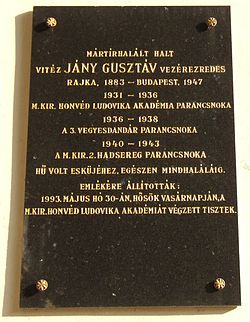 MÁRTÍRHALÁLT HALT
VITÉZ JÁNY GUSZTÁV VEZÉREZREDES
RAJKA, 1883 – BUDAPEST, 1947
1931 – 1936
M. KIR. HONVÉD LUDOVIKA AKADÉMIA PARANCSNOKA
1936 – 1938
A 3. VEGYESDANDÁR PARANCSNOKA
1940 – 1943
A M. KIR. 2. HADSEREG PARANCSNOKA
HŰ VOLT ESKÜJÉHEZ, EGÉSZEN MINDHALÁLÁIG.
EMLÉKÉRE ÁLLÍTOTTÁK:
1993. MÁJUS HÓ 30-ÁN, HŐSÖK VASÁRNAPJÁN, A
M. KIR. HONVÉD LUDOVIKA AKADÉMIÁT VÉGZETT TISZTEK.